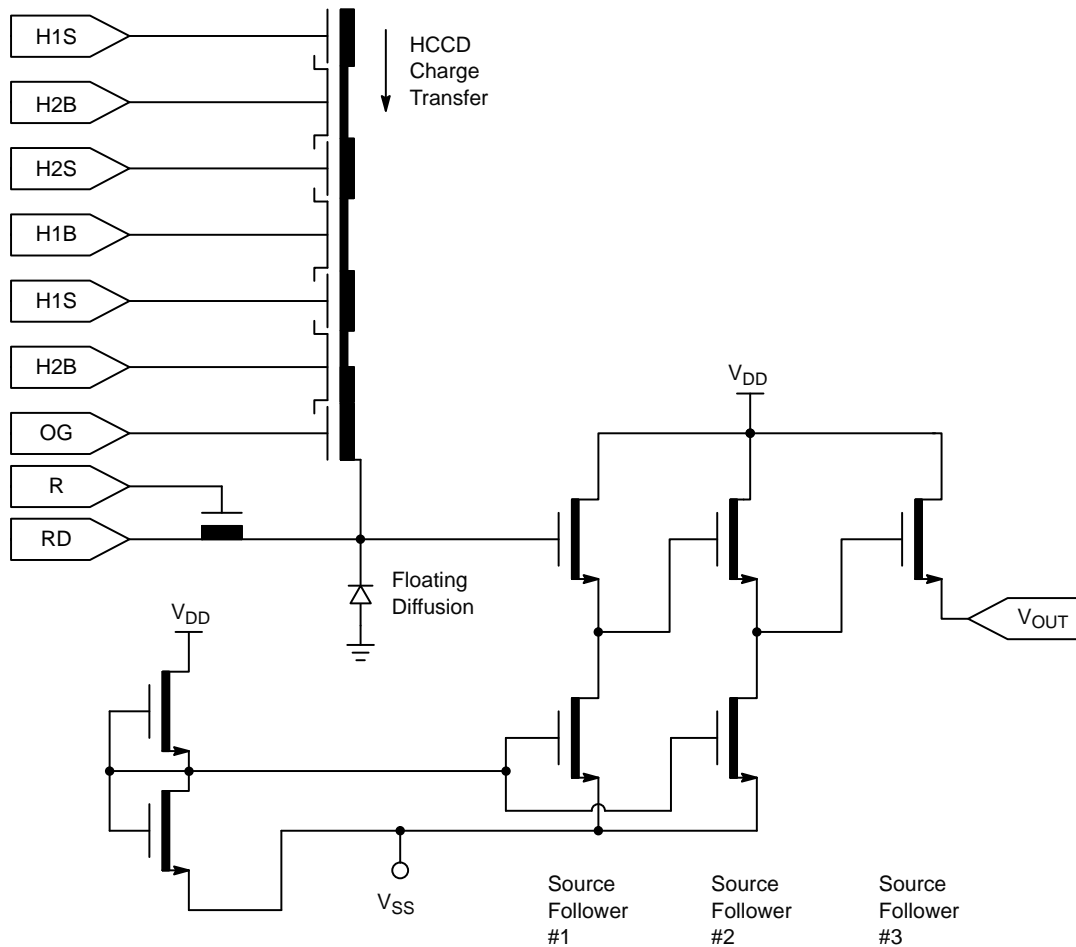 H1S
HCCD
Charge
Transfer
H2B
H2S
H1B
H1S
H2B
OG
R
RD
VDD
Floating
Diffusion
VDD
VOUT
VSS
Source
Follower
#1
Source
Follower
#2
Source
Follower
#3